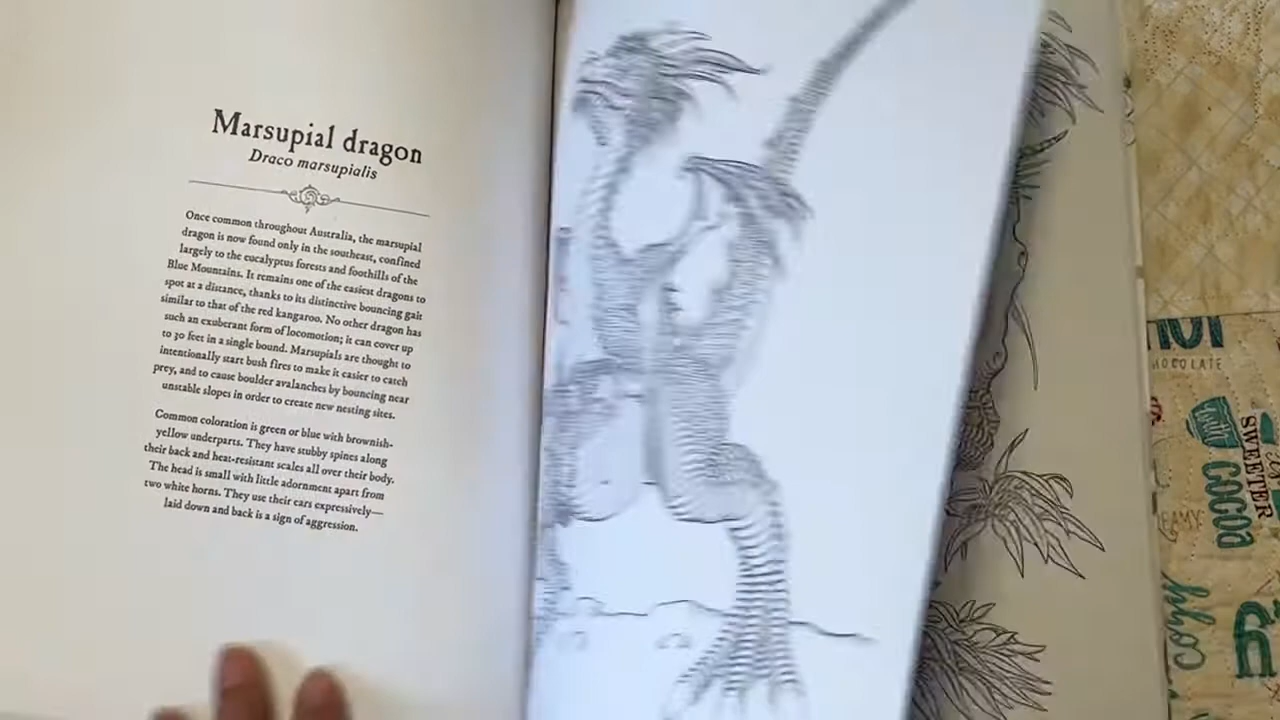 Marsupial dragon
Draco marsupialis
Once common throughout Australia, the marsupial
dragon is now found only in the southeast, confined
largely to the eucalyptus forests and foothills of the
Blue Mountains. It remains one of the easiest dragons to
spot at a distance, thanks to its distinctive bouncing gait
similar to that of the red kangaroo. No other dragon has
such an exuberant form of locomotion; it can cover up
to 30 feet in a single bound. Marsupials are thought to
intentionally start bush fires to make it easier to catch
prey, and to cause boulder avalanches by bouncing near
unstable slopes in order to create new nesting sites.
Common coloration is green or blue with brownish-
yellow underparts. They have stubby spines along
their back and heat-resistant scales all over their body.
The head is small with little adornment apart from
two white horns. They use their ears expressively—
laid down and back is a sign of aggression.
HOCOLATE
with
SWEETER
COCOA